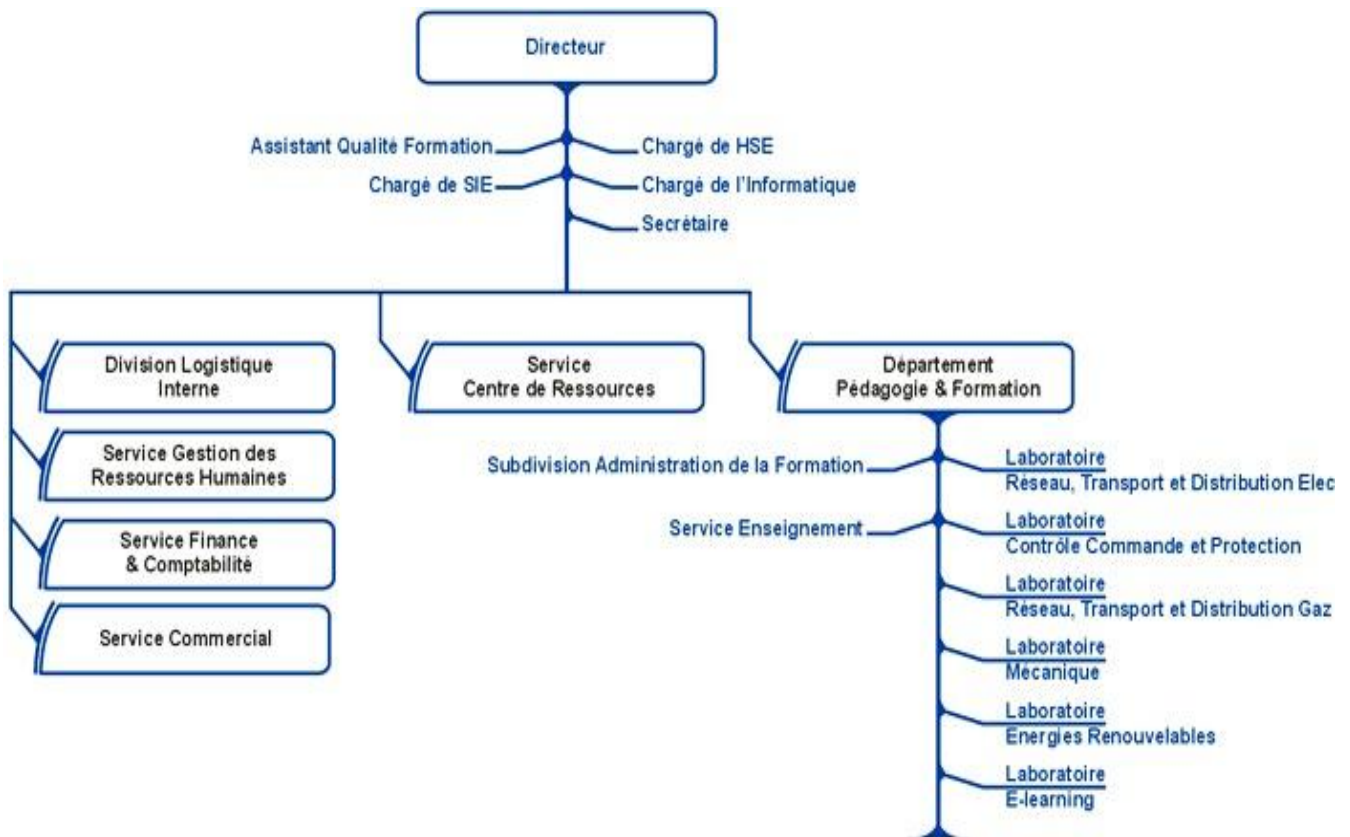 Directeur
Assistant Qualité Formation
Chargé de HSE
Chargé de SIE
Chargé de l'Informatique
Secrétaire
Division Logistique
Interne
Service Gestion des
Ressources Humaines
Service Finance
& Comptabilité
Service Commercial
Service
Centre de Ressources
Département
Pédagogie & Formation
Subdivision Administration de la Formation
Service Enseignement
Laboratoire
Réseau, Transport et Distribution Elec
Laboratoire
Contrôle Commande et Protection
Laboratoire
Réseau, Transport et Distribution Gaz
Laboratoire
Mécanique
Laboratoire
Energies Renouvelables
Laboratoire
E-learning